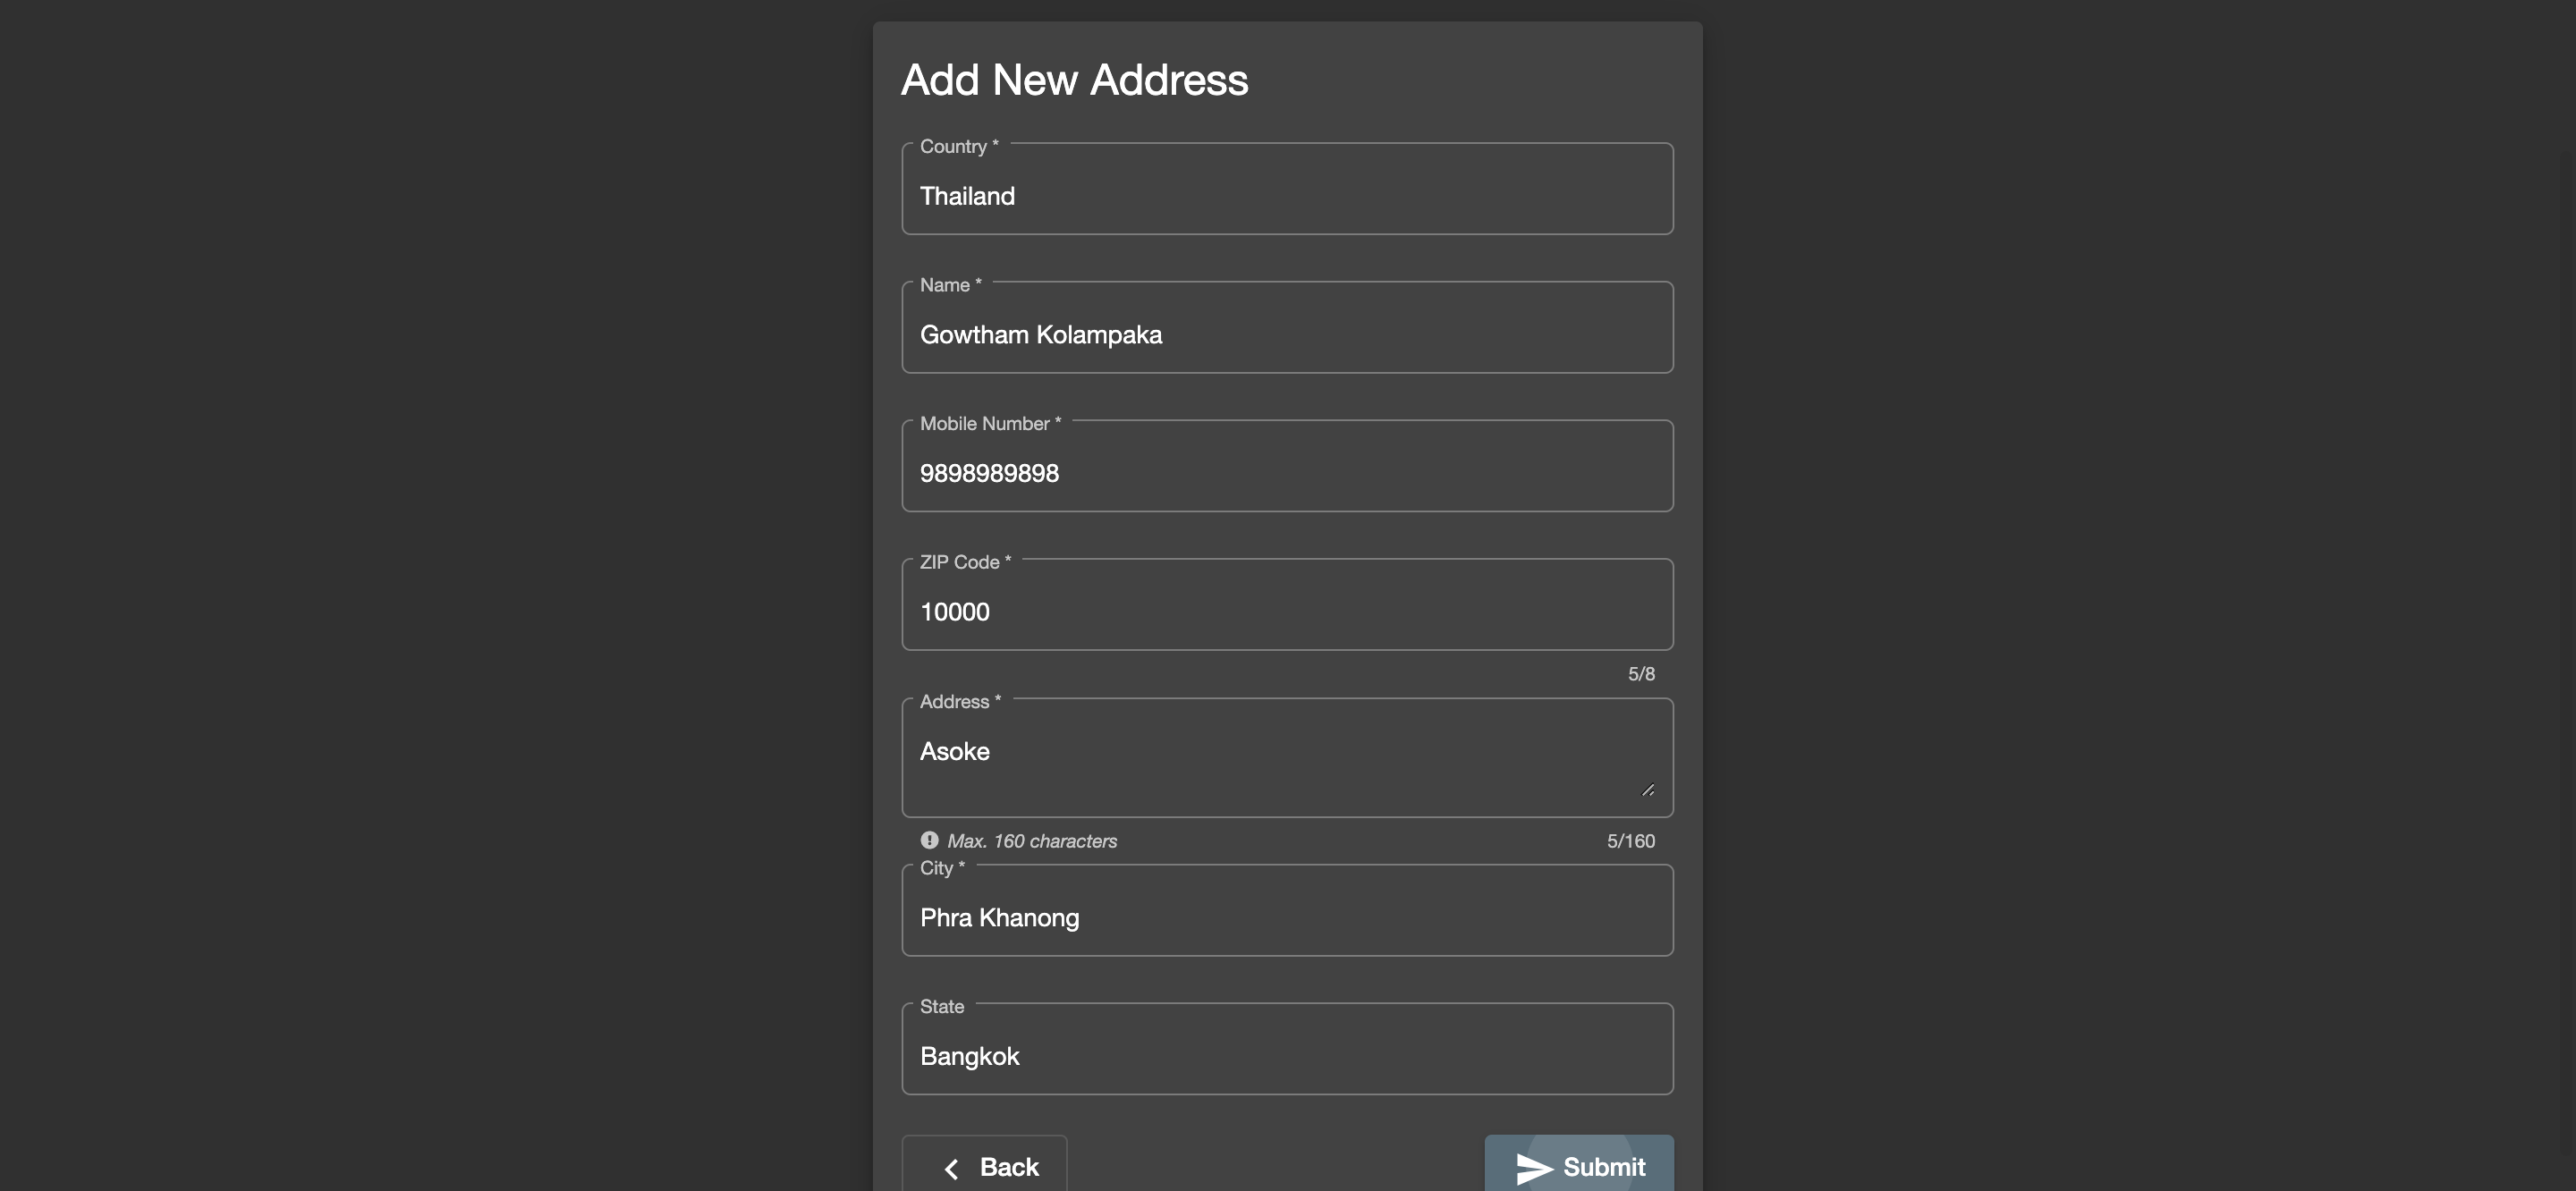 Add New Address
Country *
Thailand
Name *
Gowtham Kolampaka
Mobile Number *
9898989898
ZIP Code *
10000
5/8
Address *
Asoke
Max. 160 characters
5/160
City *
Phra Khanong
State
Bangkok
Back
Submit